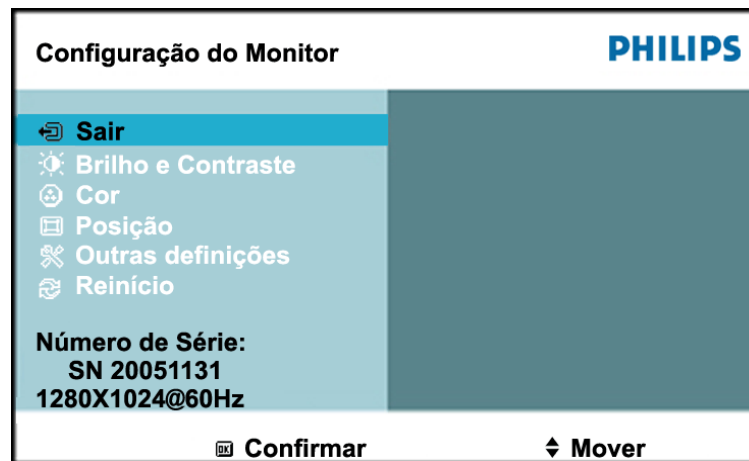 Configuração do Monitor
PHILIPS
Sair
Brilho e Contraste
Cor
Posição
Outras definições
Reinício
Número de Série:
SN 20051131
1280X1024@60Hz
OK Confirmar
Mover